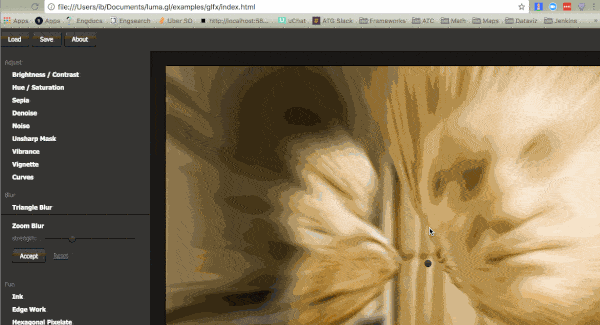 file:///Users/ib/Documents/luma.gl/examples/glfx/index.html
Apps Apps Engdocs Engsearch Uber SO http://localhost:56... uChat ATG Slack Frameworks ATC Math Maps Dataviz Jenkins
Load Save About
Adjust
Brightness / Contrast
Hue / Saturation
Sepia
Denoise
Noise
Unsharp Mask
Vibrance
Vignette
Curves
Blur
Triangle Blur
Zoom Blur
strength:
Accept Reset
Fun
Ink
Edge Work
Hexagonal Pixelate